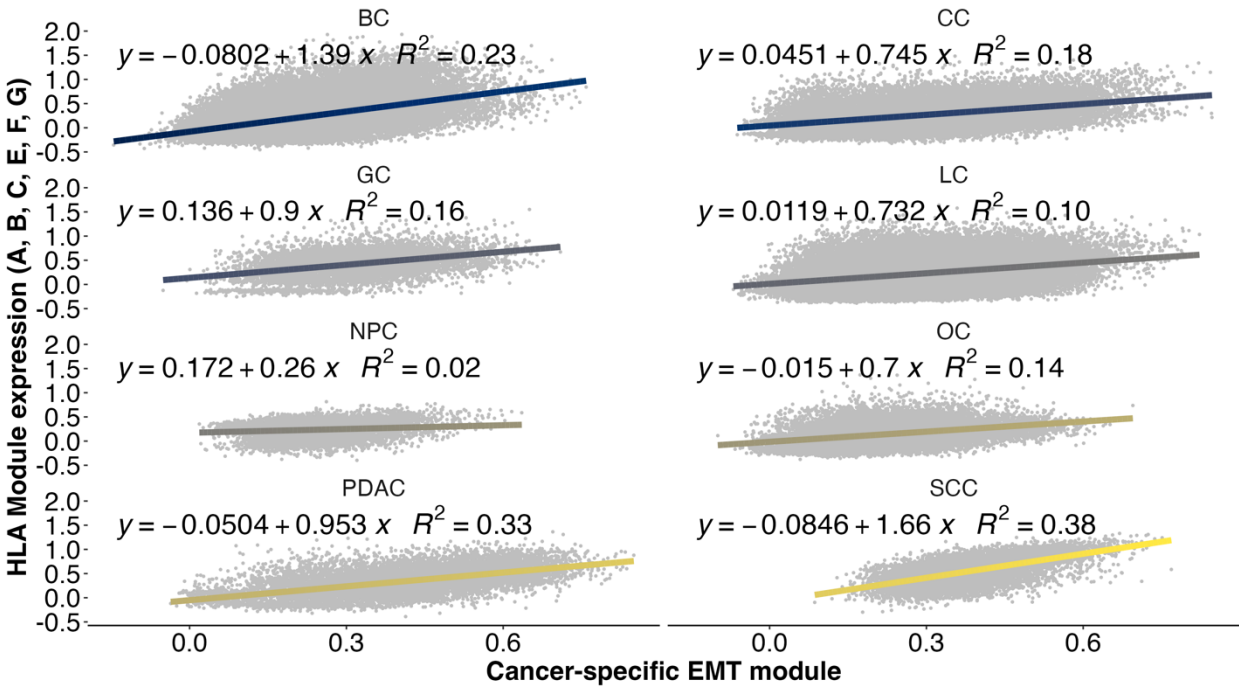 HLA Module expression (A, B, C, E, F, G)
BC
y = −0.0802 + 1.39 x R² = 0.23
2.0
1.5
1.0
0.5
0.0
-0.5
CC
y = 0.0451 + 0.745 x R² = 0.18
GC
y = 0.136 + 0.9 x R² = 0.16
2.0
1.5
1.0
0.5
0.0
-0.5
LC
y = 0.0119 + 0.732 x R² = 0.10
NPC
y = 0.172 + 0.26 x R² = 0.02
2.0
1.5
1.0
0.5
0.0
-0.5
OC
y = −0.015 + 0.7 x R² = 0.14
PDAC
y = −0.0504 + 0.953 x R² = 0.33
2.0
1.5
1.0
0.5
0.0
-0.5
SCC
y = −0.0846 + 1.66 x R² = 0.38
0.0 0.3 0.6 0.0 0.3 0.6
Cancer-specific EMT module